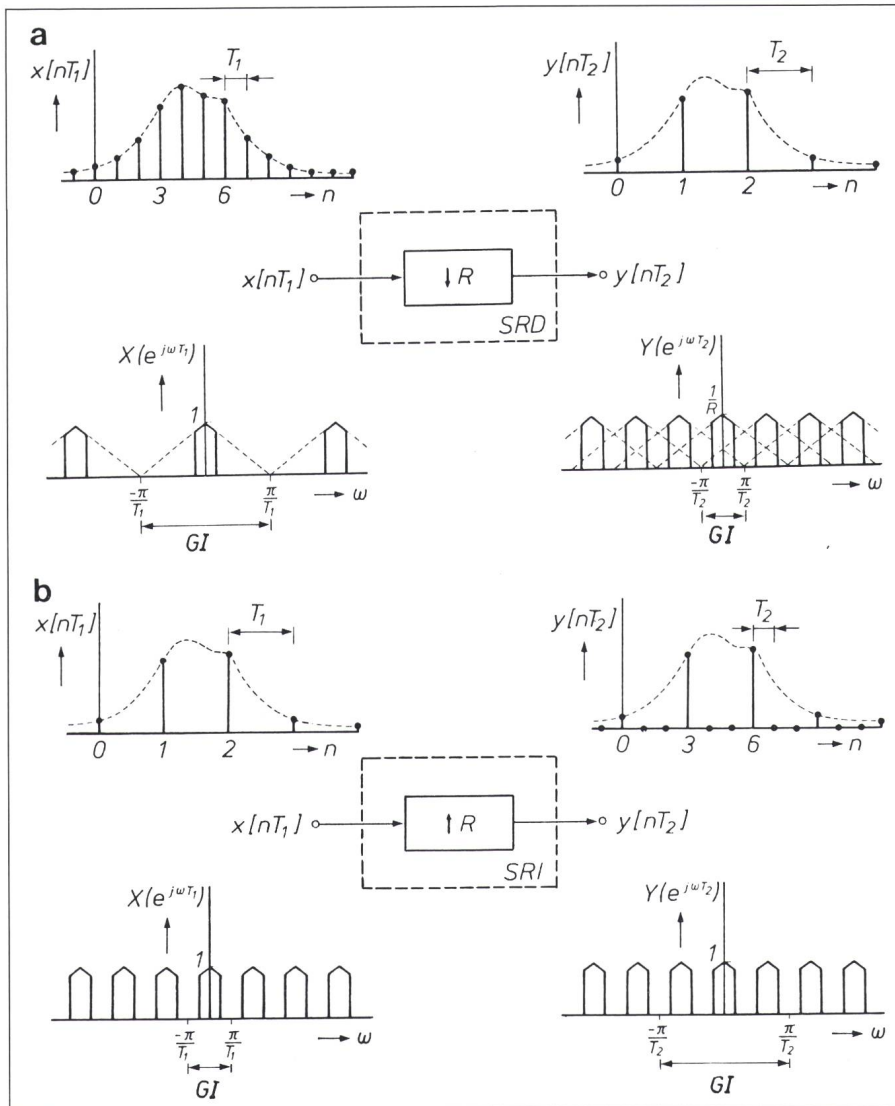 a
x[nT₁]
T₁
0 3 6 → n
y[nT₂]
T₂
0 1 2 → n
x[nT₁] ↓ R y[nT₂]
SRD
X(e^{jωT₁})
1
-π/T₁ π/T₁ → ω
GI
Y(e^{jωT₂})
1/R
-π/T₂ π/T₂ → ω
GI
b
x[nT₁]
T₁
0 1 2 → n
y[nT₂]
T₂
0 3 6 → n
x[nT₁] ↑ R y[nT₂]
SRI
X(e^{jωT₁})
1
-π/T₁ π/T₁ → ω
GI
Y(e^{jωT₂})
1
-π/T₂ π/T₂ → ω
GI